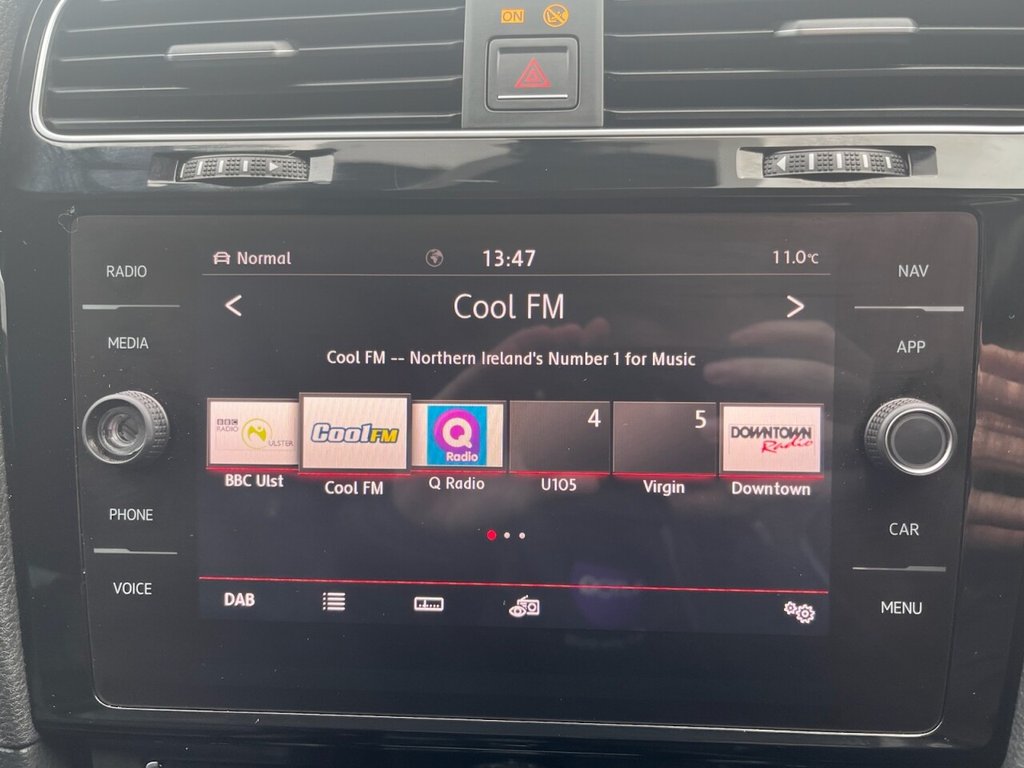 ON
RADIO
MEDIA
PHONE
VOICE
Normal
13:47
11.0°C
Cool FM
Cool FM -- Northern Ireland's Number 1 for Music
BBC
RADIO
ULSTER
Cool FM
Q
Radio
4
5
DOWNTOWN
Radio
BBC Ulst
Cool FM
Q Radio
U105
Virgin
Downtown
DAB
NAV
APP
CAR
MENU